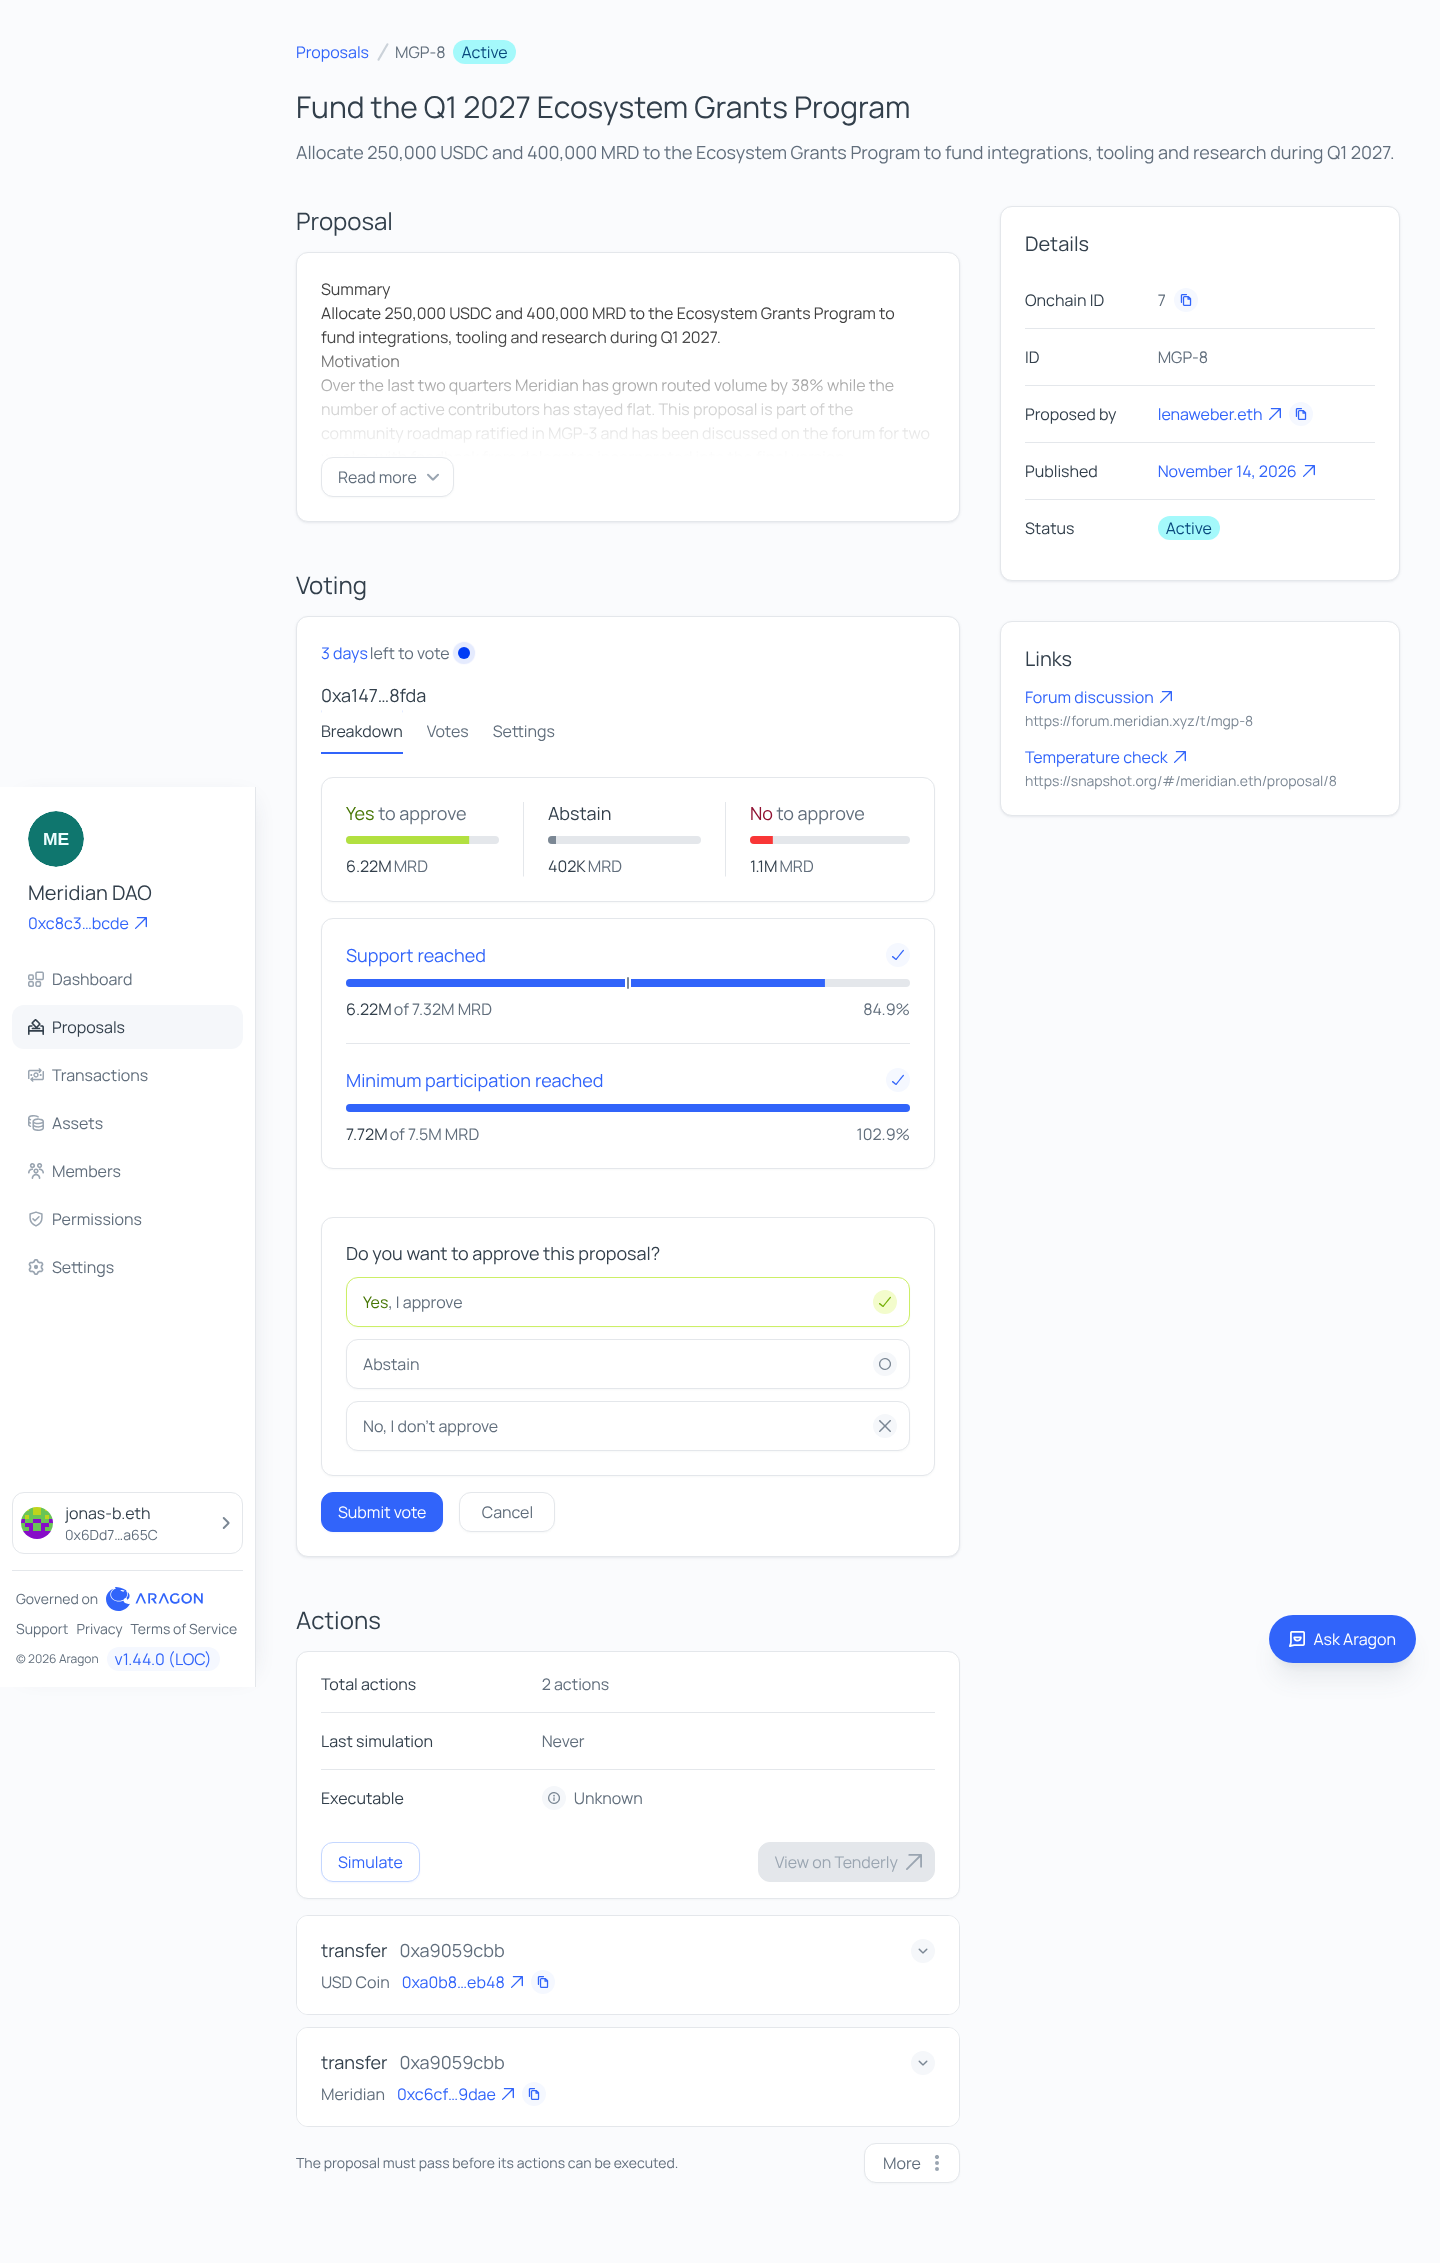 Proposals / MGP-8 Active
Fund the Q1 2027 Ecosystem Grants Program
Allocate 250,000 USDC and 400,000 MRD to the Ecosystem Grants Program to fund integrations, tooling and research during Q1 2027.
Proposal
Summary
Allocate 250,000 USDC and 400,000 MRD to the Ecosystem Grants Program to
fund integrations, tooling and research during Q1 2027.
Motivation
Over the last two quarters Meridian has grown routed volume by 38% while the
number of active contributors has stayed flat. This proposal is part of the
community roadmap ratified in MGP-3 and has been discussed on the forum for two
Read more
Details
Onchain ID 7
ID MGP-8
Proposed by lenaweber.eth
Published November 14, 2026
Status Active
Links
Forum discussion
https://forum.meridian.xyz/t/mgp-8
Temperature check
https://snapshot.org/#/meridian.eth/proposal/8
Voting
3 days left to vote
0xa147…8fda
Breakdown Votes Settings
Yes to approve
6.22M MRD
Abstain
402K MRD
No to approve
1.1M MRD
Support reached
6.22M of 7.32M MRD 84.9%
Minimum participation reached
7.72M of 7.5M MRD 102.9%
Do you want to approve this proposal?
Yes, I approve
Abstain
No, I don't approve
Submit vote Cancel
Actions
Total actions 2 actions
Last simulation Never
Executable Unknown
Simulate View on Tenderly
transfer 0xa9059cbb
USD Coin 0xa0b8…eb48
transfer 0xa9059cbb
Meridian 0xc6cf…9dae
The proposal must pass before its actions can be executed.
More
ME
Meridian DAO
0xc8c3…bcde
Dashboard
Proposals
Transactions
Assets
Members
Permissions
Settings
jonas-b.eth
0x6Dd7…a65C
Governed on ARAGON
Support Privacy Terms of Service
© 2026 Aragon v1.44.0 (LOC)
Ask Aragon